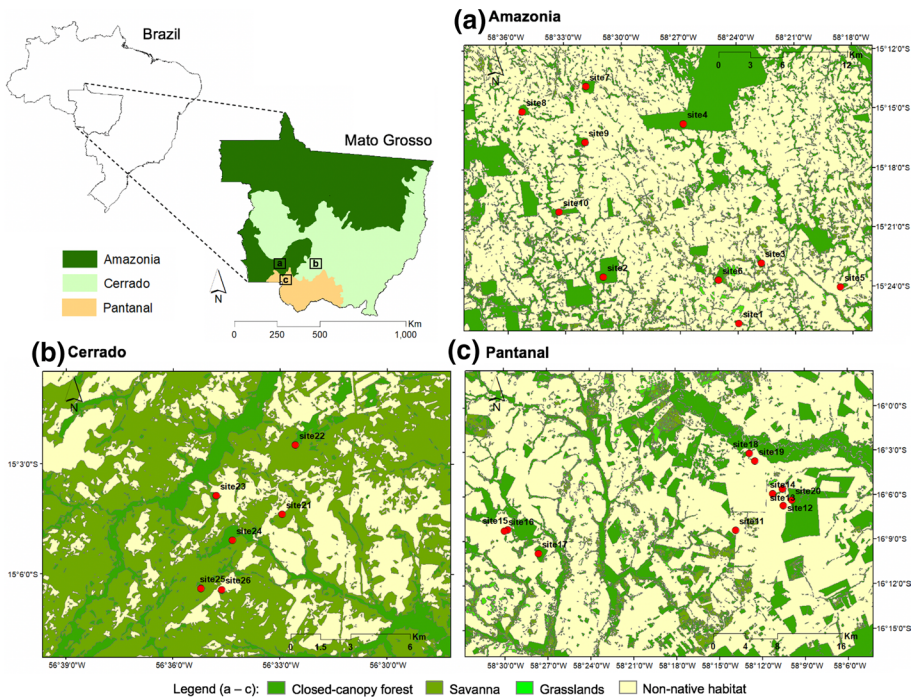 Brazil
Mato Grosso
a
b
c
Amazonia
Cerrado
Pantanal
N
0 250 500 1,000
Km
(a) Amazonia
58°36'0"W 58°33'0"W 58°30'0"W 58°27'0"W 58°24'0"W 58°21'0"W 58°18'0"W
N
Km
0 3 6 12
15°12'0"S
15°15'0"S
15°18'0"S
15°21'0"S
15°24'0"S
site7
site8
site4
site9
site10
site3
site2
site6
site5
site1
(b) Cerrado
N
15°3'0"S
15°6'0"S
site22
site23
site21
site24
site25
site26
Km
0 1.5 3 6
56°39'0"W 56°36'0"W 56°33'0"W 56°30'0"W
(c) Pantanal
N
16°0'0"S
16°3'0"S
16°6'0"S
16°9'0"S
16°12'0"S
16°15'0"S
site18
site19
site14
site20
site12
site15
site16
site11
site17
Km
0 4 8 16
58°30'0"W 58°27'0"W 58°24'0"W 58°21'0"W 58°18'0"W 58°15'0"W 58°12'0"W 58°9'0"W 58°6'0"W
Legend (a – c): Closed-canopy forest Savanna Grasslands Non-native habitat